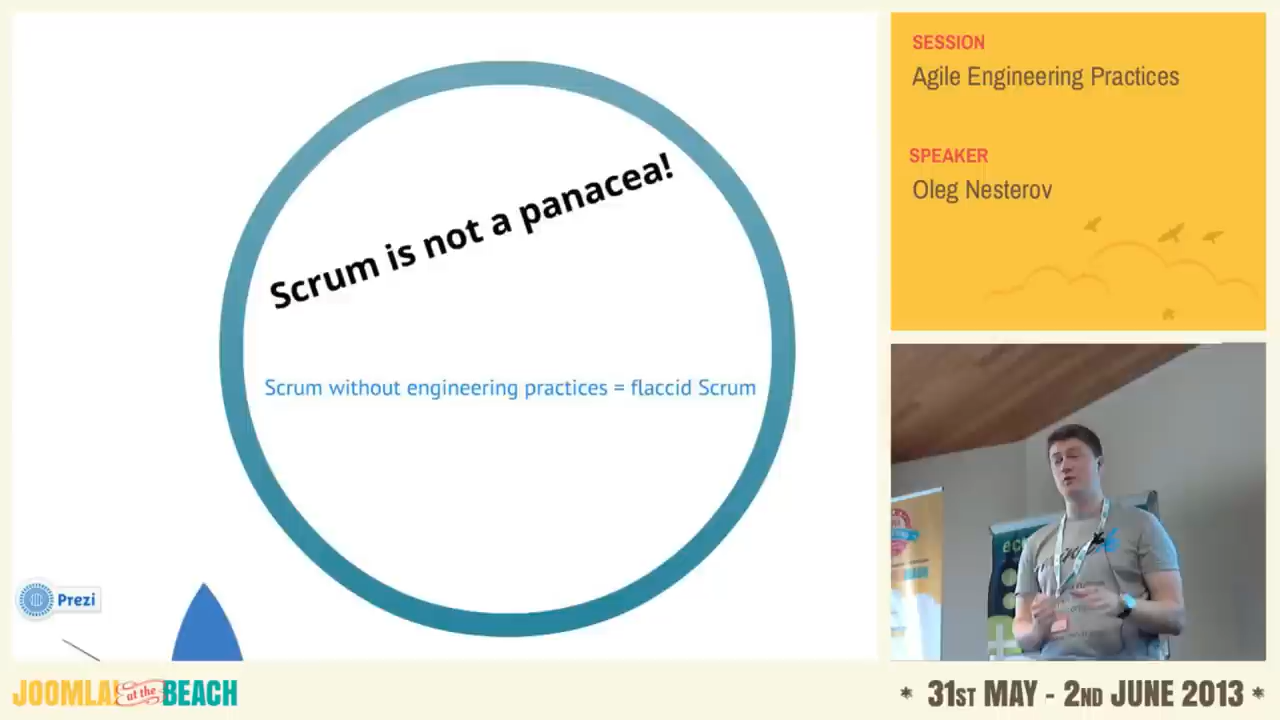 Scrum is not a panacea!
Scrum without engineering practices = flaccid Scrum
Prezi
SESSION
Agile Engineering Practices
SPEAKER
Oleg Nesterov
JOOMLA! at the BEACH
* 31ST MAY - 2ND JUNE 2013 *